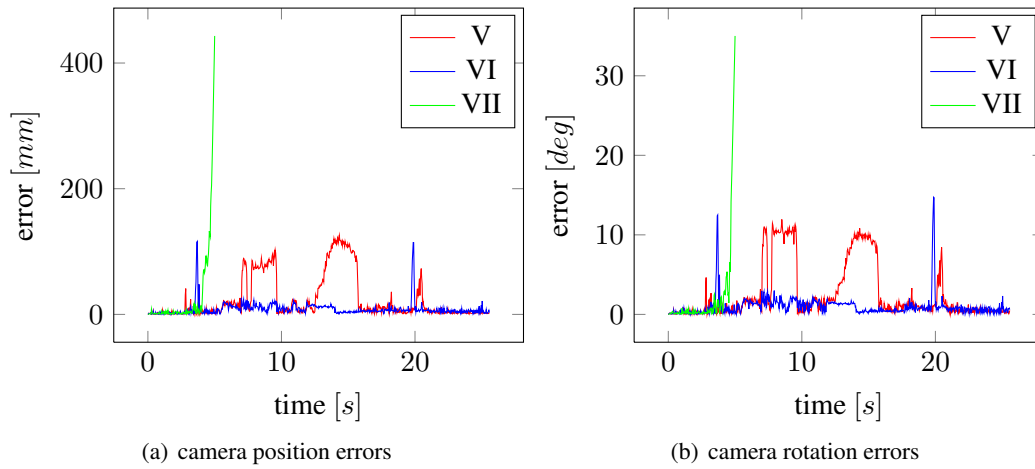 400
200
0
error [mm]
0
10
20
time [s]
V
VI
VII
(a) camera position errors
30
20
10
0
error [deg]
0
10
20
time [s]
V
VI
VII
(b) camera rotation errors